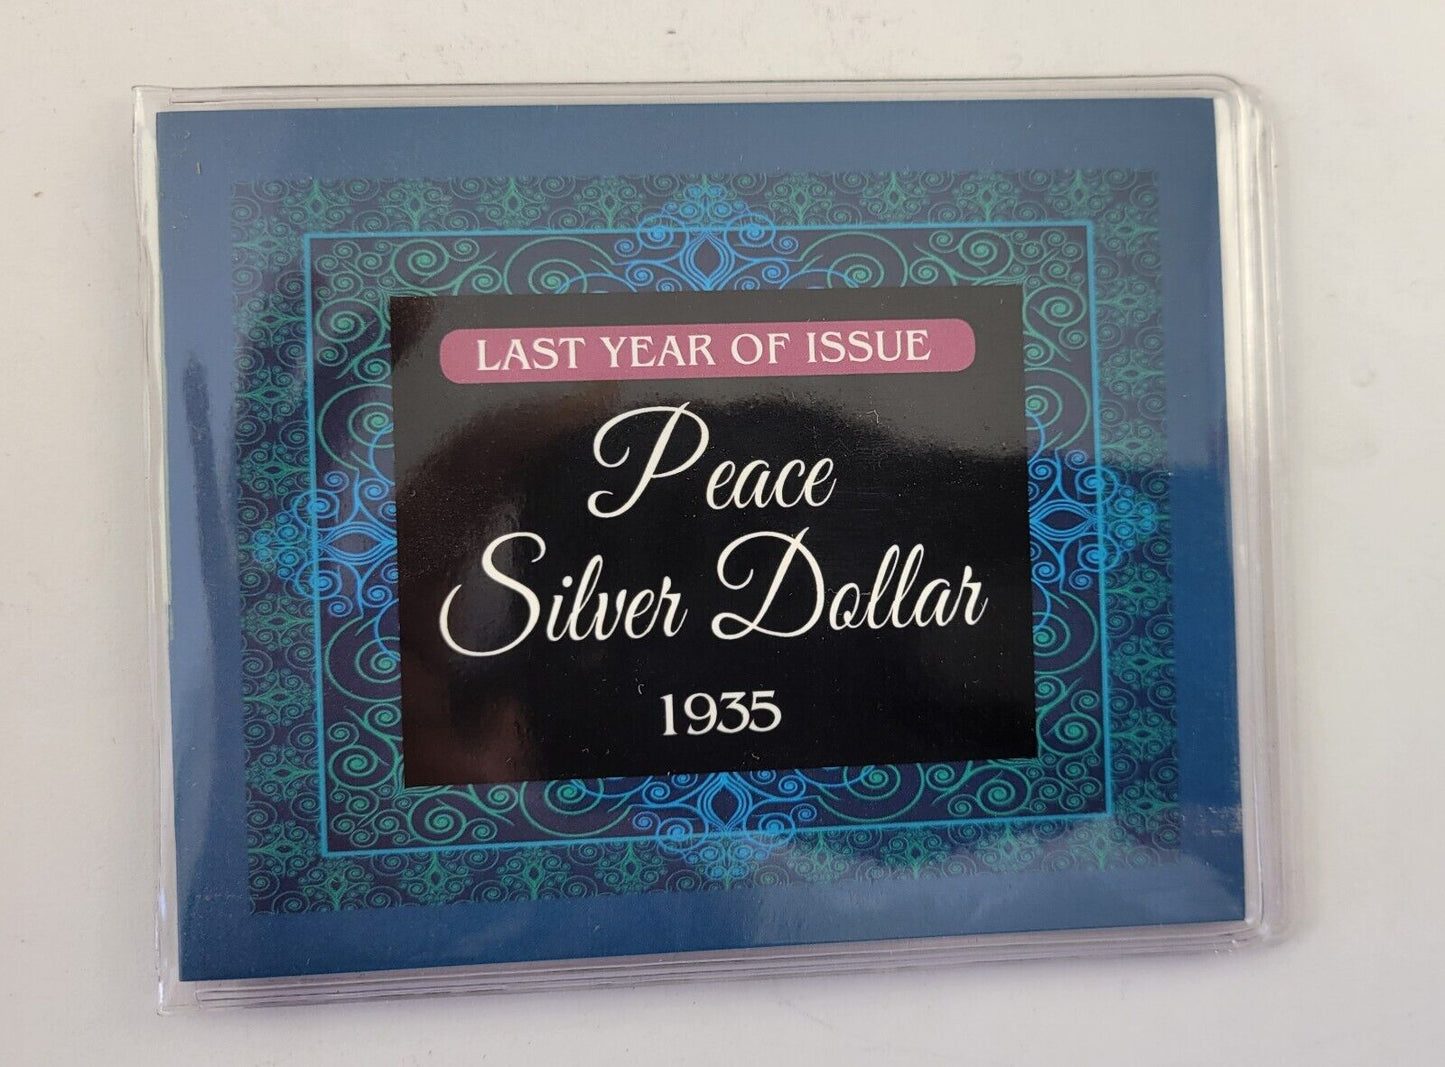 LAST YEAR OF ISSUE
Peace
Silver Dollar
1935